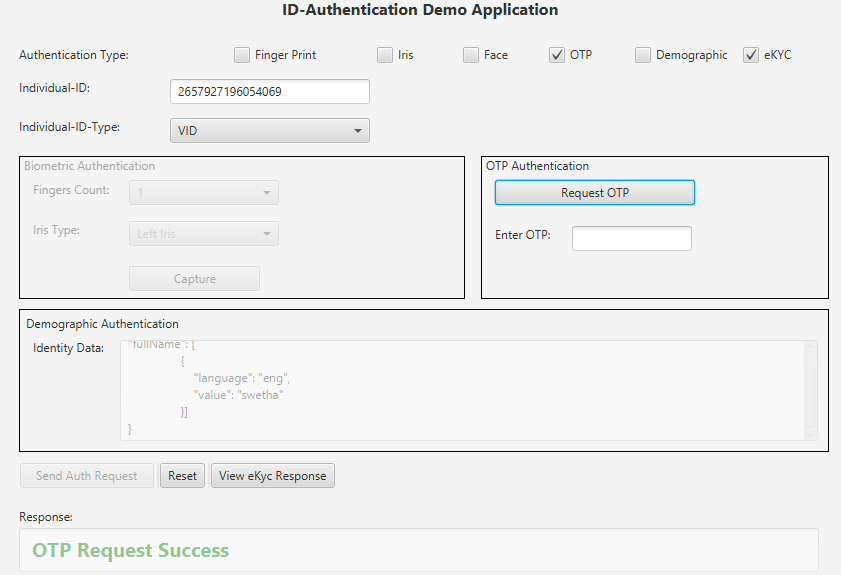 ID-Authentication Demo Application
Authentication Type: Finger Print Iris Face OTP Demographic eKYC
Individual-ID: 2657927196054069
Individual-ID-Type: VID
Biometric Authentication
Fingers Count: 1
Iris Type: Left Iris
Capture
OTP Authentication
Request OTP
Enter OTP:
Demographic Authentication
Identity Data:
"fullName": [
{
"language": "eng",
"value": "swetha"
}]
}
Send Auth Request Reset View eKyc Response
Response:
OTP Request Success